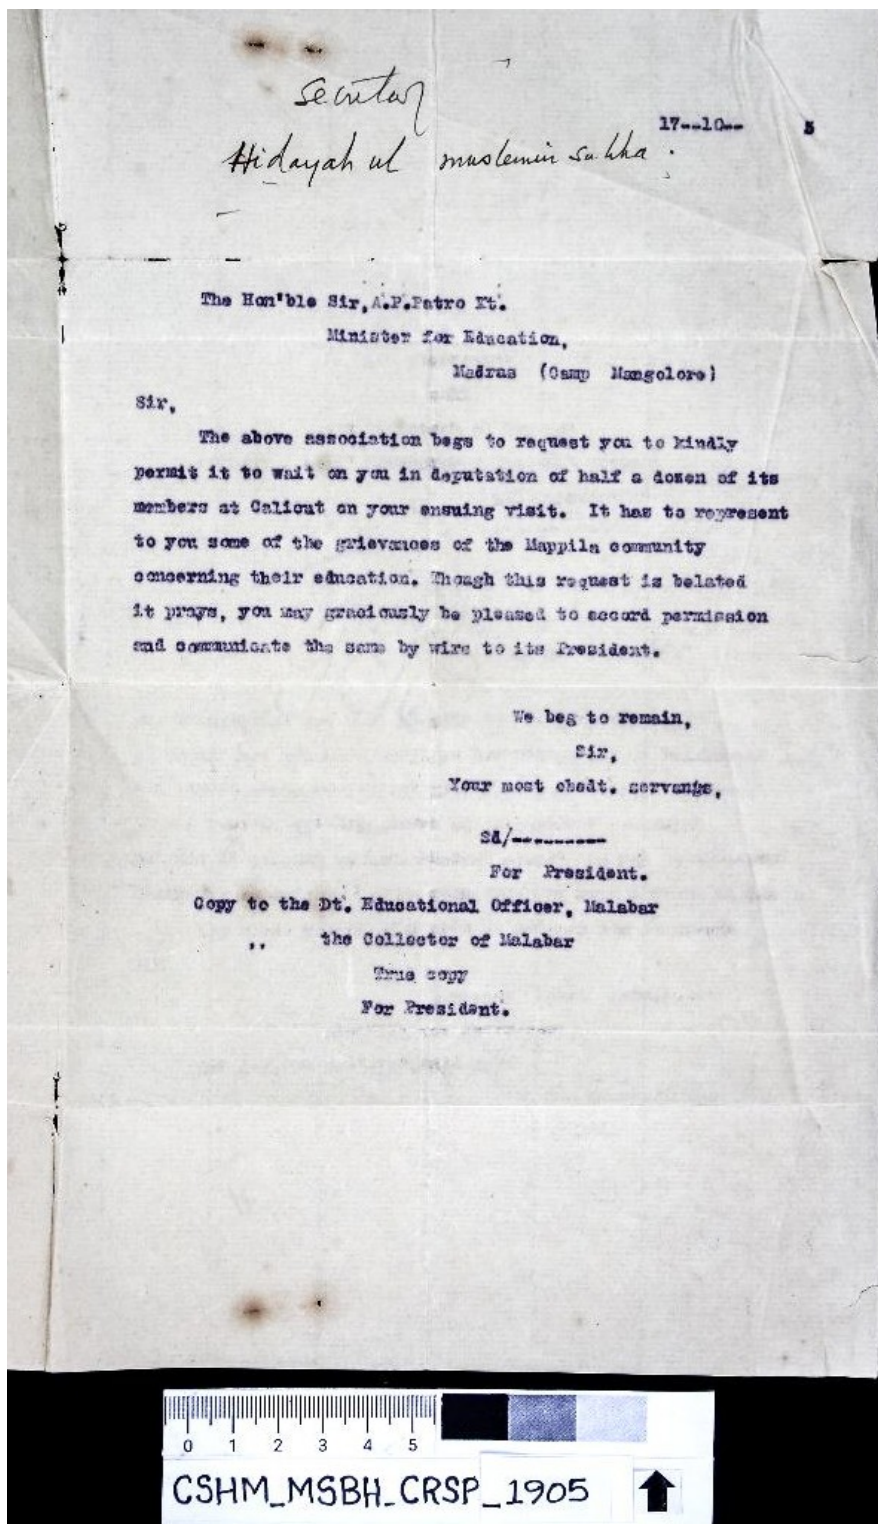 Secretary
17--10-- 5
Hidayah ul muslemin sabha.
The Hon'ble Sir,A.P.Patro Kt.
Minister for Education,
Madras (Camp Mangolore)
Sir,
The above association begs to request you to kindly
permit it to wait on you in deputation of half a dozen of its
members at Calicut on your ensuing visit. It has to represent
to you some of the grievances of the Mappila community
concerning their education. Though this request is belated
it prays, you may graciously be pleased to accord permission
and communicate the same by wire to its President.
We beg to remain,
Sir,
Your most obedt. servangs,
Sd/---------
For President.
Copy to the Dt. Educational Officer, Malabar
,, the Collector of Malabar
True copy
For President.
0 1 2 3 4 5
CSHM_MSBH_CRSP_1905